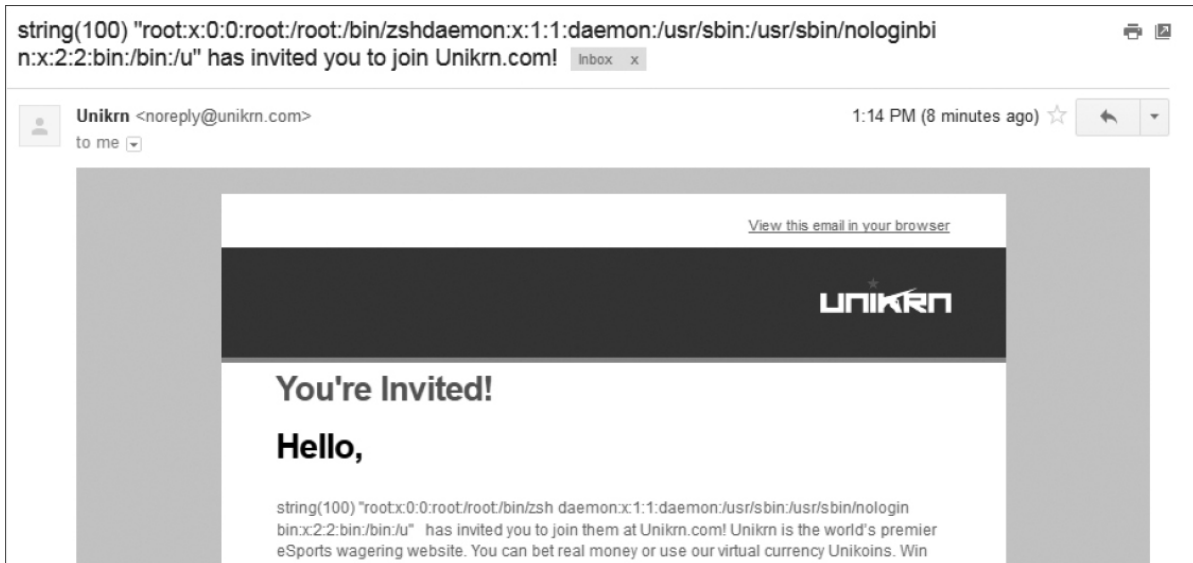 string(100) "root:x:0:0:root:/root:/bin/zshdaemon:x:1:1:daemon:/usr/sbin:/usr/sbin/nologinbi
n:x:2:2:bin:/bin:/u" has invited you to join Unikrn.com! Inbox x
Unikrn <noreply@unikrn.com> 1:14 PM (8 minutes ago)
to me
View this email in your browser
UNIKRN
You're Invited!
Hello,
string(100) "root:x:0:0:root:/root:/bin/zsh daemon:x:1:1:daemon:/usr/sbin:/usr/sbin/nologin
bin:x:2:2:bin:/bin:/u" has invited you to join them at Unikrn.com! Unikrn is the world's premier
eSports wagering website. You can bet real money or use our virtual currency Unikoins. Win